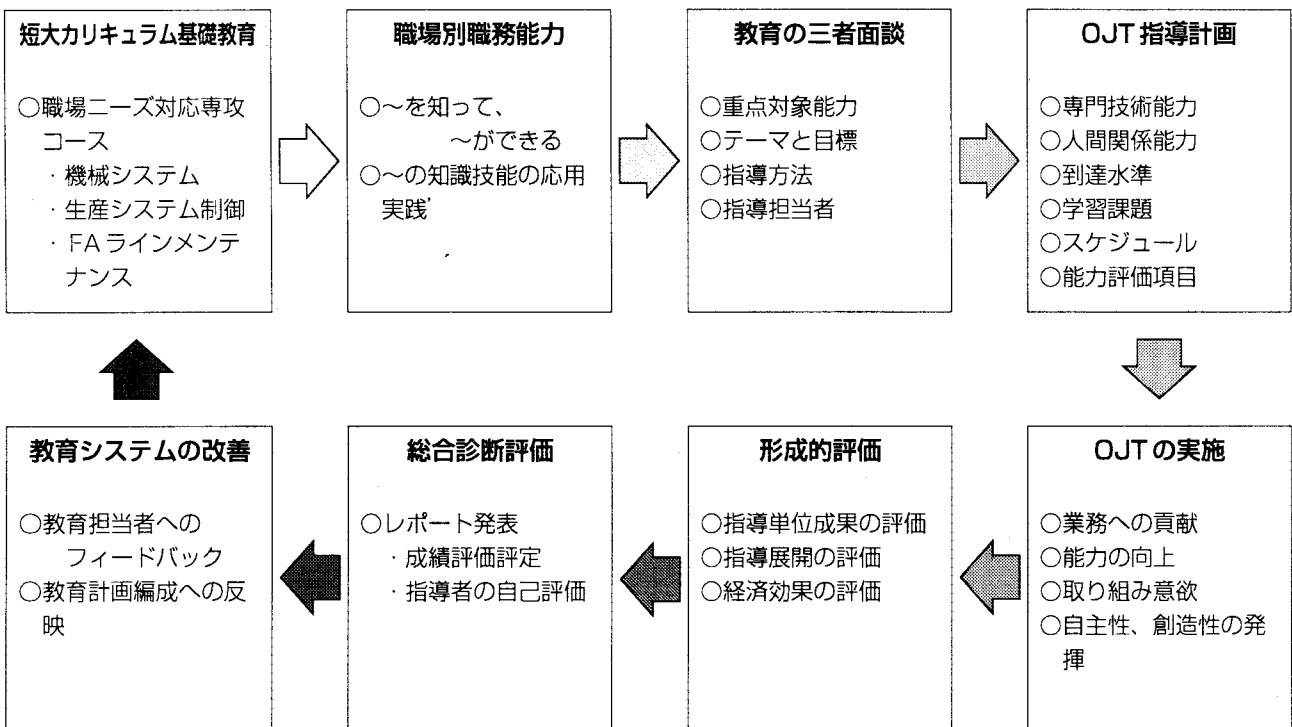 短大カリキュラム基礎教育
○職場ニーズ対応専攻
コース
・機械システム
・生産システム制御
・FAラインメンテ
ナンス
職場別職務能力
○～を知って、
～ができる
○～の知識技能の応用
実践
教育の三者面談
○重点対象能力
○テーマと目標
○指導方法
○指導担当者
OJT指導計画
○専門技術能力
○人間関係能力
○到達水準
○学習課題
○スケジュール
○能力評価項目
教育システムの改善
○教育担当者への
フィードバック
○教育計画編成への反
映
総合診断評価
○レポート発表
・成績評価評定
・指導者の自己評価
形成的評価
○指導単位成果の評価
○指導展開の評価
○経済効果の評価
OJTの実施
○業務への貢献
○能力の向上
○取り組み意欲
○自主性、創造性の発
揮